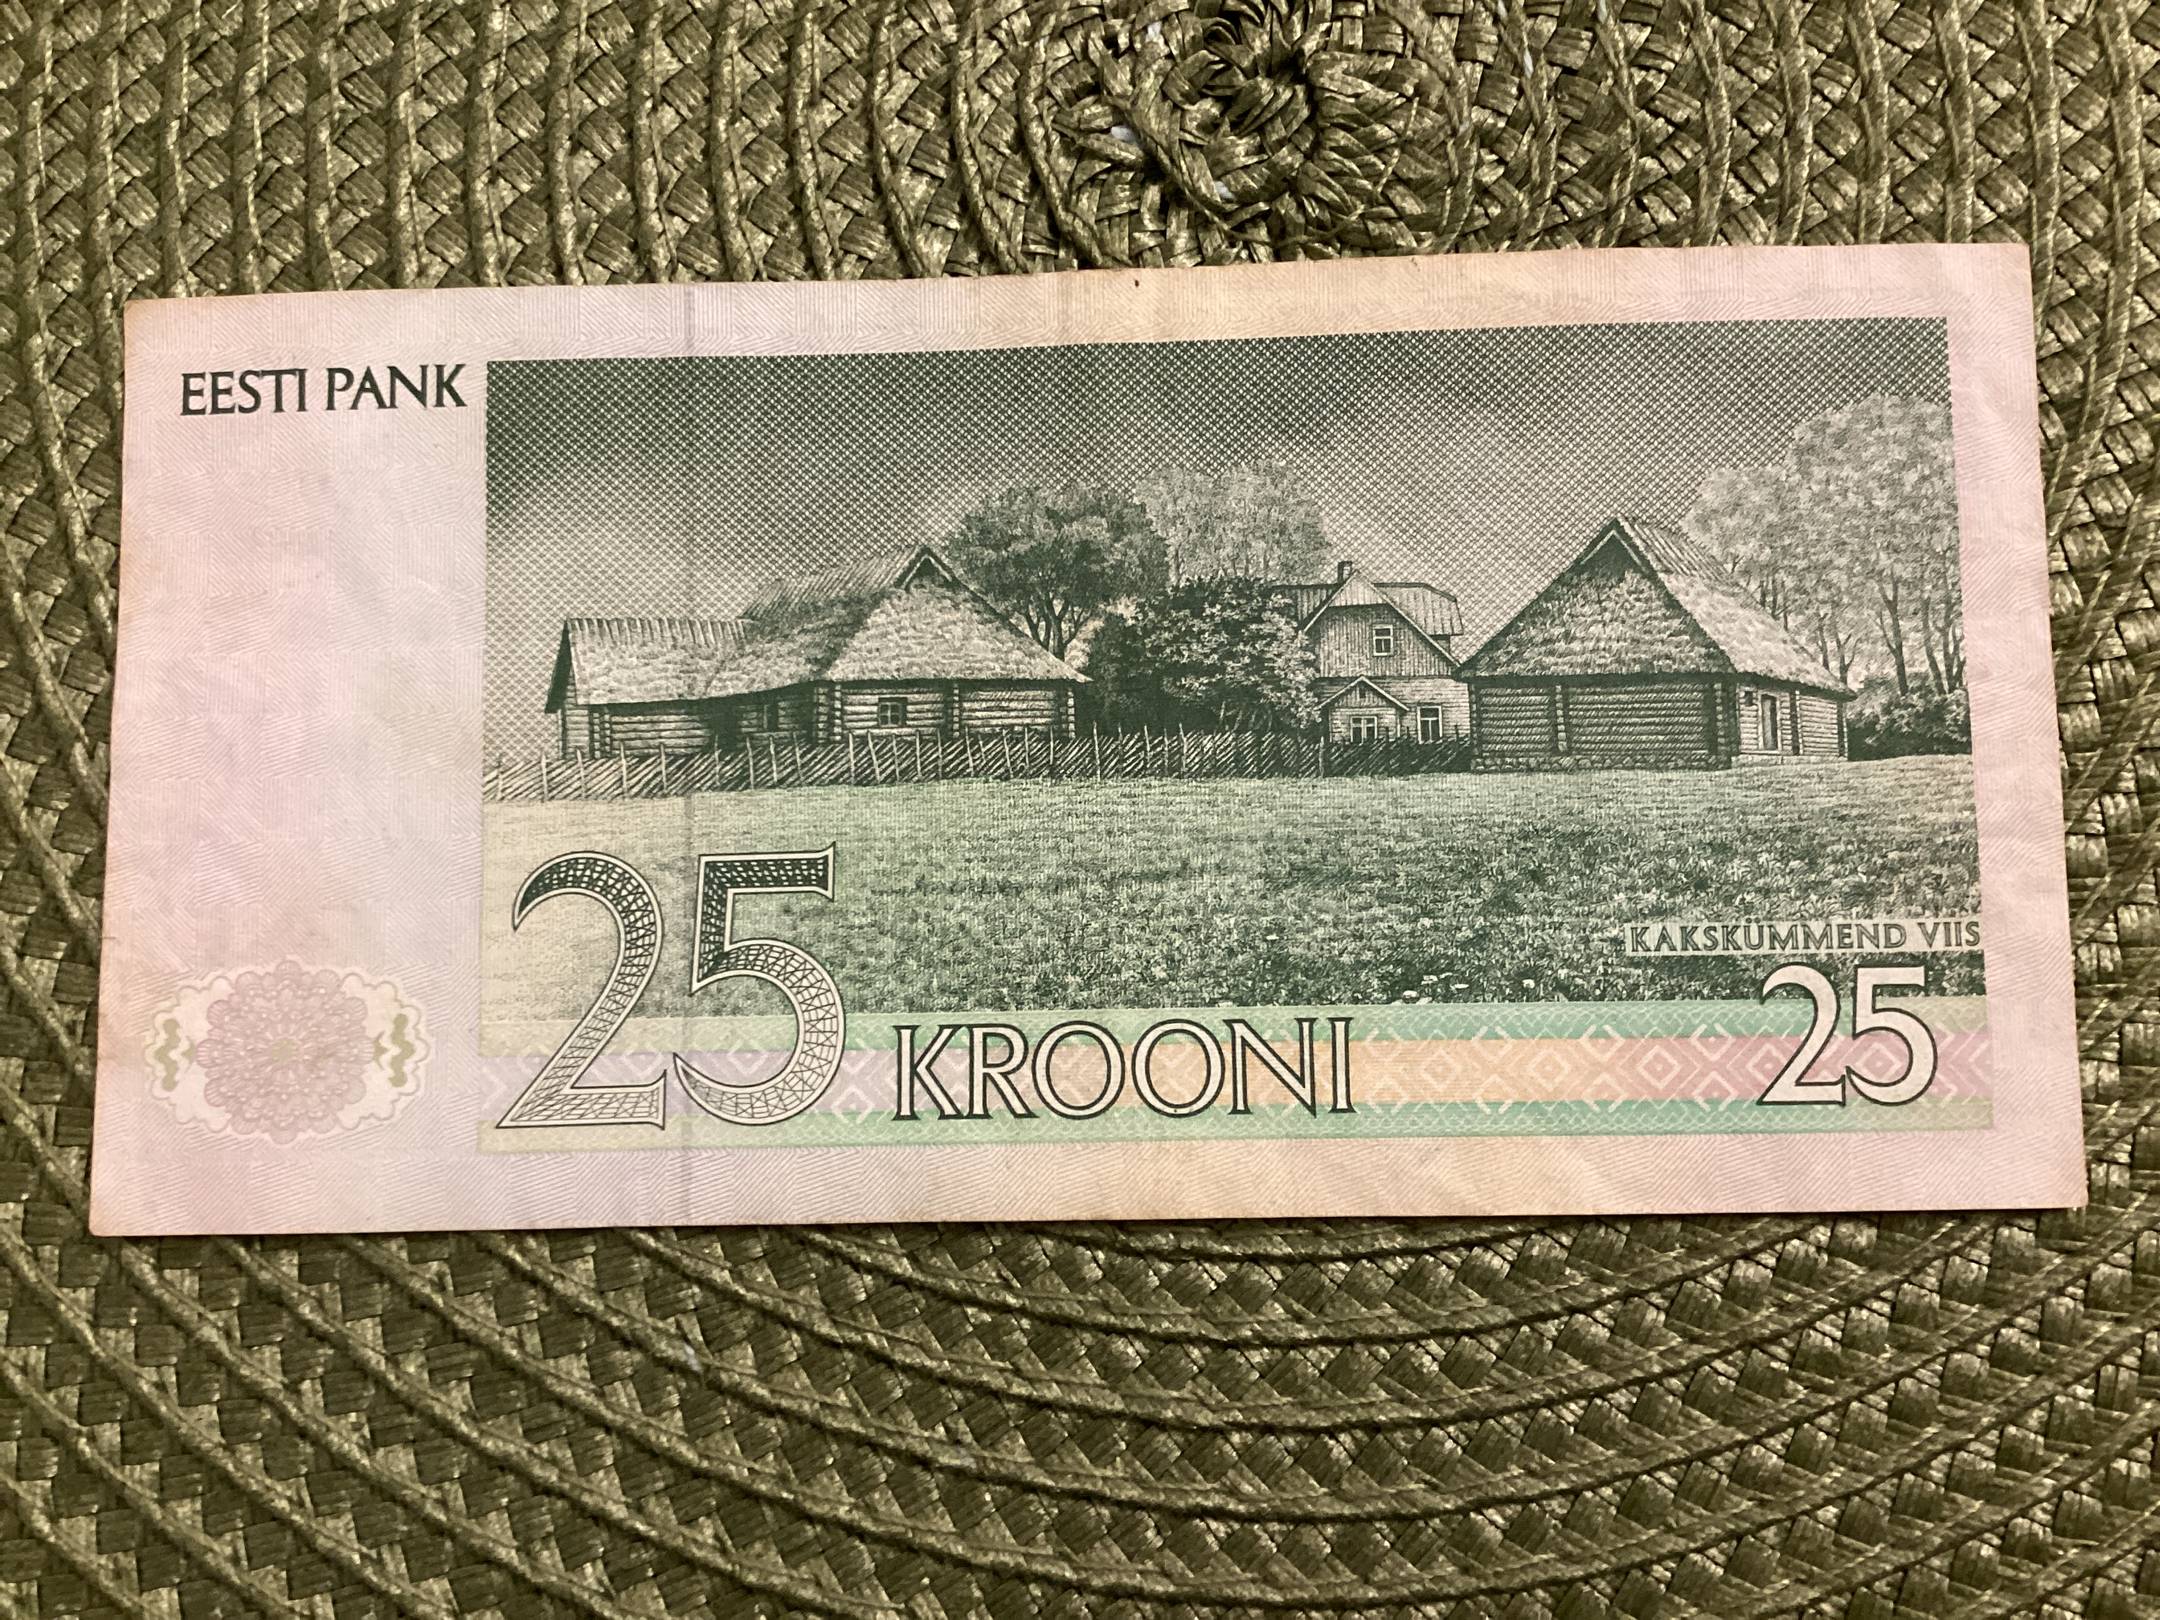 EESTI PANK
KAKSKÜMMEND VIIS
25 KROONI
25